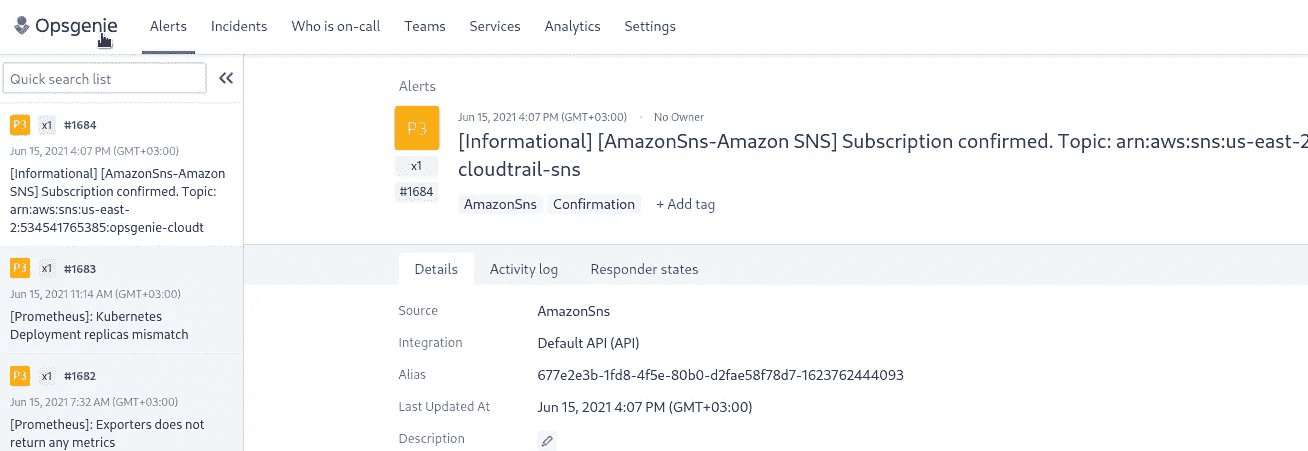 Opsgenie
Alerts
Incidents
Who is on-call
Teams
Services
Analytics
Settings
Quick search list
P3 x1 #1684
Jun 15, 2021 4:07 PM (GMT+03:00)
[Informational] [AmazonSns-Amazon
SNS] Subscription confirmed. Topic:
arn:aws:sns:us-east-
2:534541765385:opsgenie-cloudt
P3 x1 #1683
Jun 15, 2021 11:14 AM (GMT+03:00)
[Prometheus]: Kubernetes
Deployment replicas mismatch
P3 x1 #1682
Jun 15, 2021 7:32 AM (GMT+03:00)
[Prometheus]: Exporters does not
return any metrics
Alerts
P3
x1
#1684
Jun 15, 2021 4:07 PM (GMT+03:00) · No Owner
[Informational] [AmazonSns-Amazon SNS] Subscription confirmed. Topic: arn:aws:sns:us-east-2
cloudtrail-sns
AmazonSns Confirmation + Add tag
Details Activity log Responder states
Source AmazonSns
Integration Default API (API)
Alias 677e2e3b-1fd8-4f5e-80b0-d2fae58f78d7-1623762444093
Last Updated At Jun 15, 2021 4:07 PM (GMT+03:00)
Description